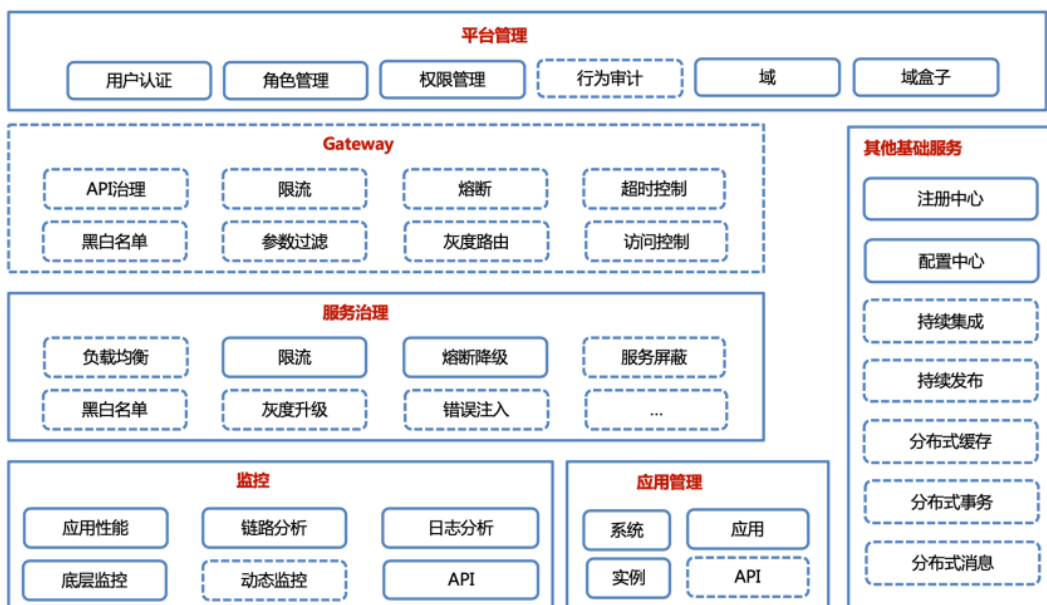 平台管理
用户认证
角色管理
权限管理
行为审计
域
域盒子
Gateway
API治理
限流
熔断
超时控制
黑白名单
参数过滤
灰度路由
访问控制
服务治理
负载均衡
限流
熔断降级
服务屏蔽
黑白名单
灰度升级
错误注入
...
监控
应用性能
链路分析
日志分析
底层监控
动态监控
API
应用管理
系统
应用
实例
API
其他基础服务
注册中心
配置中心
持续集成
持续发布
分布式缓存
分布式事务
分布式消息